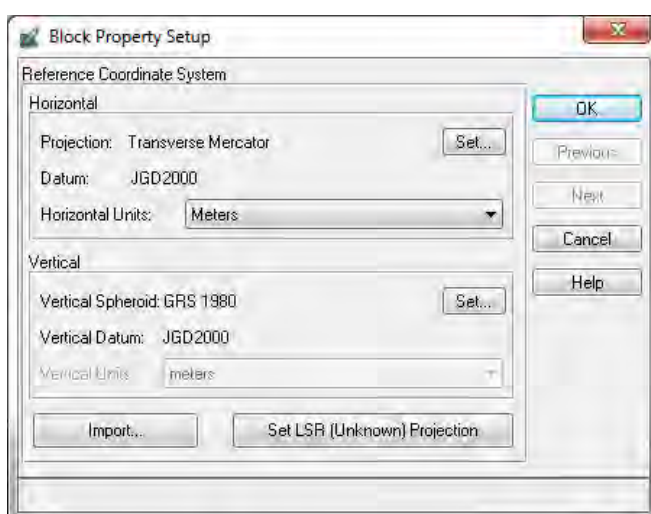 Block Property Setup
Reference Coordinate System
Horizontal
Projection: Transverse Mercator
Set...
Datum: JGD2000
Horizontal Units: Meters
Vertical
Vertical Spheroid: GRS 1980
Set...
Vertical Datum: JGD2000
Vertical Units: meters
Import...
Set LSR (Unknown) Projection
OK
Previous
Next
Cancel
Help